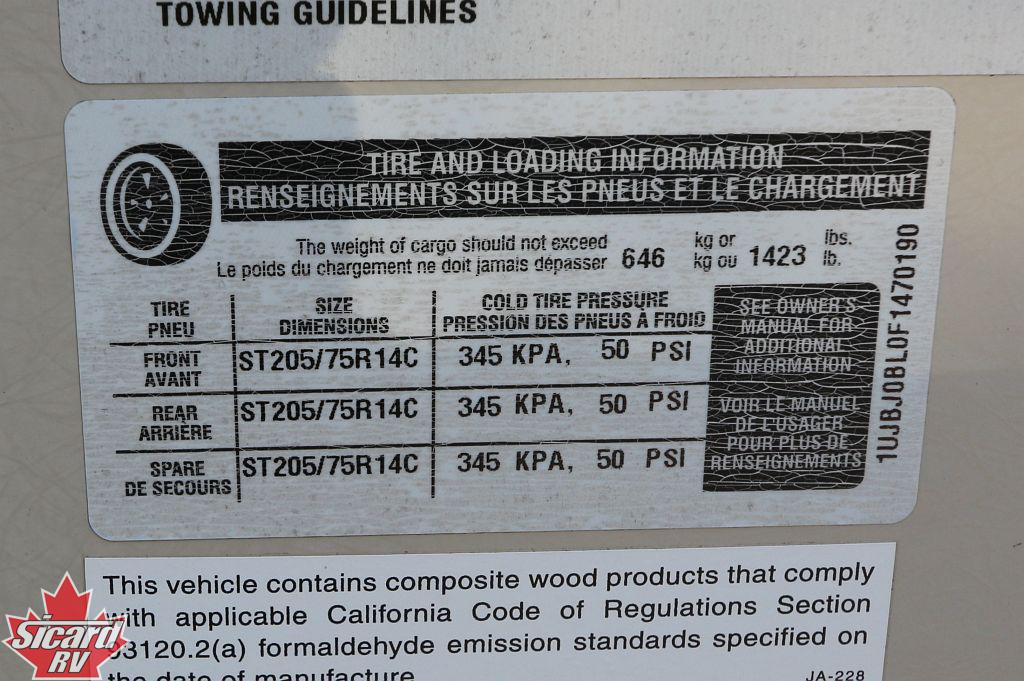 TOWING GUIDELINES
TIRE AND LOADING INFORMATION
RENSEIGNEMENTS SUR LES PNEUS ET LE CHARGEMENT
The weight of cargo should not exceed 646 kg or 1423 lbs.
Le poids du chargement ne doit jamais dépasser kg ou lb.
TIRE SIZE COLD TIRE PRESSURE
PNEU DIMENSIONS PRESSION DES PNEUS À FROID
FRONT ST205/75R14C 345 KPA, 50 PSI
AVANT
REAR ST205/75R14C 345 KPA, 50 PSI
ARRIÈRE
SPARE ST205/75R14C 345 KPA, 50 PSI
DE SECOURS
SEE OWNER'S
MANUAL FOR
ADDITIONAL
INFORMATION
VOIR LE MANUEL
DE L'USAGER
POUR PLUS DE
RENSEIGNEMENTS
1UJBJ0BL0F1470190
This vehicle contains composite wood products that comply
with applicable California Code of Regulations Section
93120.2(a) formaldehyde emission standards specified on
the date of manufacture
JA-228
Sicard
RV